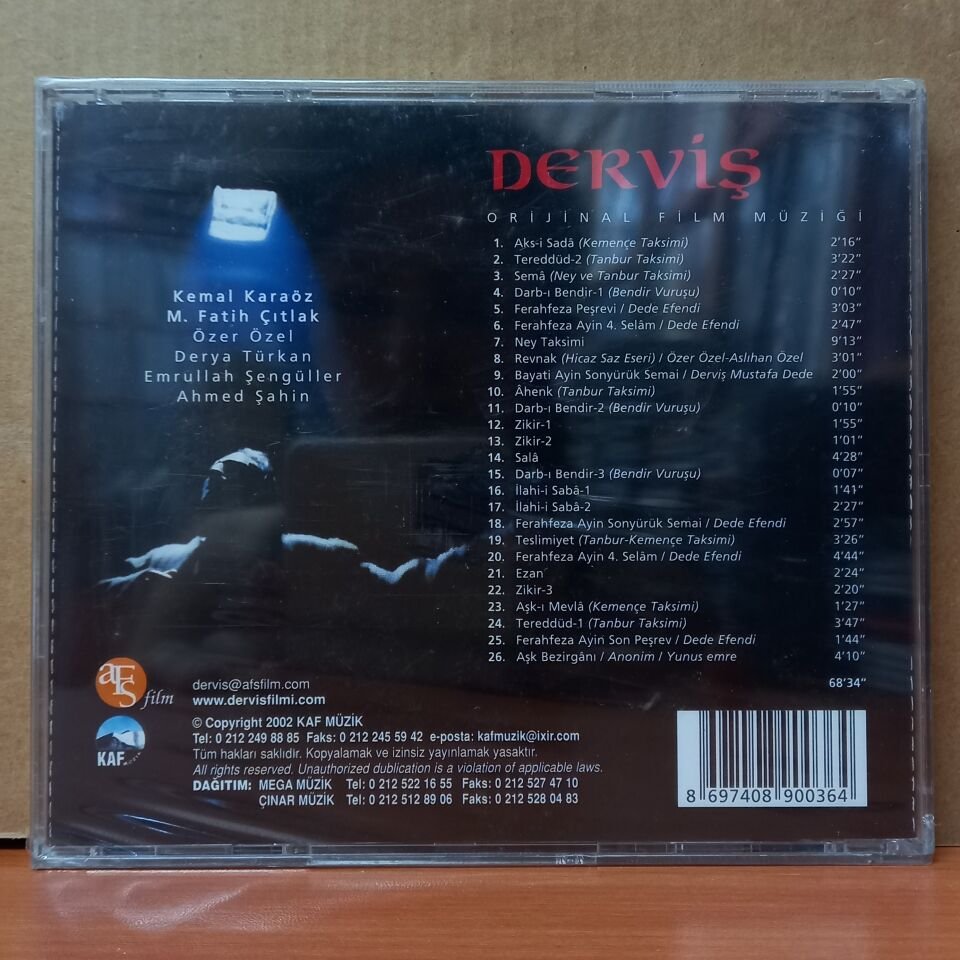 DERVİŞ
ORİJİNAL FİLM MÜZİĞİ
1. Aks-i Sadâ (Kemençe Taksimi) 2'16"
2. Tereddüd-2 (Tanbur Taksimi) 3'22"
3. Semâ (Ney ve Tanbur Taksimi) 2'27"
4. Darb-ı Bendir-1 (Bendir Vuruşu) 0'10"
5. Ferahfeza Peşrevi / Dede Efendi 3'03"
6. Ferahfeza Ayin 4. Selâm / Dede Efendi 2'47"
7. Ney Taksimi 9'13"
8. Revnak (Hicaz Saz Eseri) / Özer Özel-Aslıhan Özel 3'01"
9. Bayati Ayin Sonyürük Semai / Derviş Mustafa Dede 2'00"
10. Âhenk (Tanbur Taksimi) 1'55"
11. Darb-ı Bendir-2 (Bendir Vuruşu) 0'10"
12. Zikir-1 1'55"
13. Zikir-2 1'01"
14. Salâ 4'28"
15. Darb-ı Bendir-3 (Bendir Vuruşu) 0'07"
16. İlahi-i Sabâ-1 1'41"
17. İlahi-i Sabâ-2 2'27"
18. Ferahfeza Ayin Sonyürük Semai / Dede Efendi 2'57"
19. Teslimiyet (Tanbur-Kemençe Taksimi) 3'26"
20. Ferahfeza Ayin 4. Selâm / Dede Efendi 4'44"
21. Ezan 2'24"
22. Zikir-3 2'20"
23. Aşk-ı Mevlâ (Kemençe Taksimi) 1'27"
24. Tereddüd-1 (Tanbur Taksimi) 3'47"
25. Ferahfeza Ayin Son Peşrev / Dede Efendi 1'44"
26. Aşk Bezirgânı / Anonim / Yunus emre 4'10"
68'34"
Kemal Karaöz
M. Fatih Çıtlak
Özer Özel
Derya Türkan
Emrullah Şengüller
Ahmed Şahin
aFS film
dervis@afsfilm.com
www.dervisfilmi.com
KAF MÜZİK
© Copyright 2002 KAF MÜZİK
Tel: 0 212 249 88 85 Faks: 0 212 245 59 42 e-posta: kafmuzik@ixir.com
Tüm hakları saklıdır. Kopyalamak ve izinsiz yayınlamak yasaktır.
All rights reserved. Unauthorized dublication is a violation of applicable laws.
DAĞITIM: MEGA MÜZİK Tel: 0 212 522 16 55 Faks: 0 212 527 47 10
ÇINAR MÜZİK Tel: 0 212 512 89 06 Faks: 0 212 528 04 83
8 697408 900364